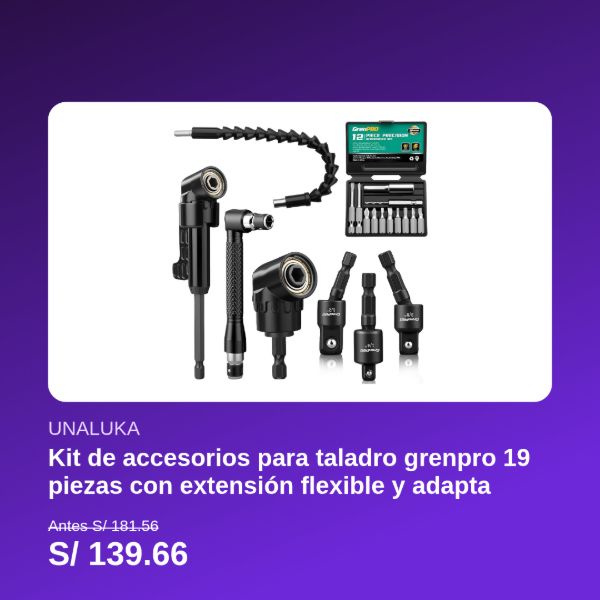 GrenPRO
12 PIECE PRECISION
UNALUKA
Kit de accesorios para taladro grenpro 19
piezas con extensión flexible y adapta
Antes S/ 181.56
S/ 139.66